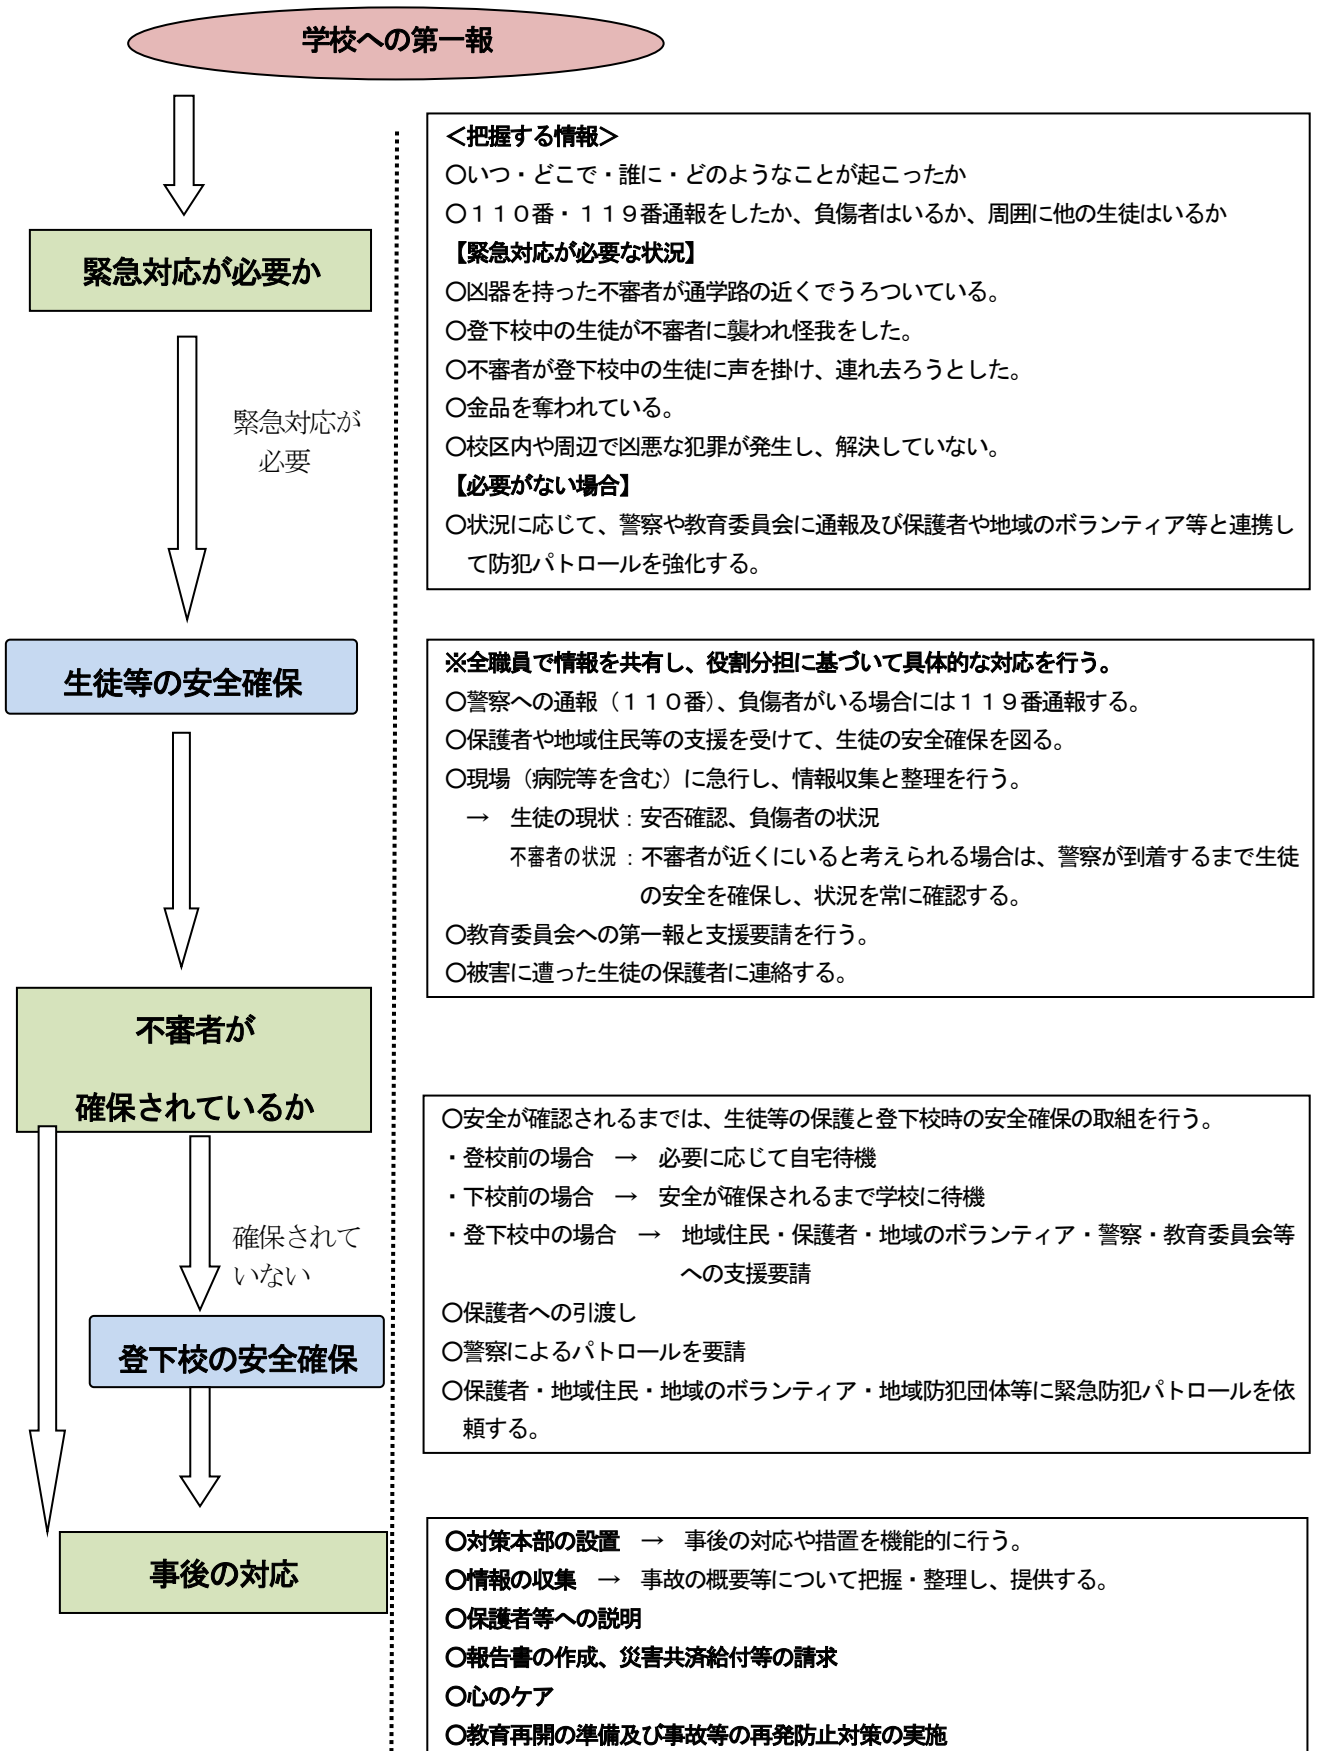 学校への第一報
＜把握する情報＞
○いつ・どこで・誰に・どのようなことが起こったか
○１１０番・１１９番通報をしたか、負傷者はいるか、周囲に他の生徒はいるか
【緊急対応が必要な状況】
○凶器を持った不審者が通学路の近くでうろついている。
○登下校中の生徒が不審者に襲われ怪我をした。
○不審者が登下校中の生徒に声を掛け、連れ去ろうとした。
○金品を奪われている。
○校区内や周辺で凶悪な犯罪が発生し、解決していない。
【必要がない場合】
○状況に応じて、警察や教育委員会に通報及び保護者や地域のボランティア等と連携し
て防犯パトロールを強化する。
緊急対応が必要か
緊急対応が
必要
生徒等の安全確保
※全職員で情報を共有し、役割分担に基づいて具体的な対応を行う。
○警察への通報（１１０番）、負傷者がいる場合には１１９番通報する。
○保護者や地域住民等の支援を受けて、生徒の安全確保を図る。
○現場（病院等を含む）に急行し、情報収集と整理を行う。
→　生徒の現状：安否確認、負傷者の状況
不審者の状況：不審者が近くにいると考えられる場合は、警察が到着するまで生徒
の安全を確保し、状況を常に確認する。
○教育委員会への第一報と支援要請を行う。
○被害に遭った生徒の保護者に連絡する。
不審者が
確保されているか
確保されて
いない
登下校の安全確保
○安全が確認されるまでは、生徒等の保護と登下校時の安全確保の取組を行う。
・登校前の場合　→　必要に応じて自宅待機
・下校前の場合　→　安全が確保されるまで学校に待機
・登下校中の場合　→　地域住民・保護者・地域のボランティア・警察・教育委員会等
への支援要請
○保護者への引渡し
○警察によるパトロールを要請
○保護者・地域住民・地域のボランティア・地域防犯団体等に緊急防犯パトロールを依
頼する。
事後の対応
○対策本部の設置　→　事後の対応や措置を機能的に行う。
○情報の収集　→　事故の概要等について把握・整理し、提供する。
○保護者等への説明
○報告書の作成、災害共済給付等の請求
○心のケア
○教育再開の準備及び事故等の再発防止対策の実施